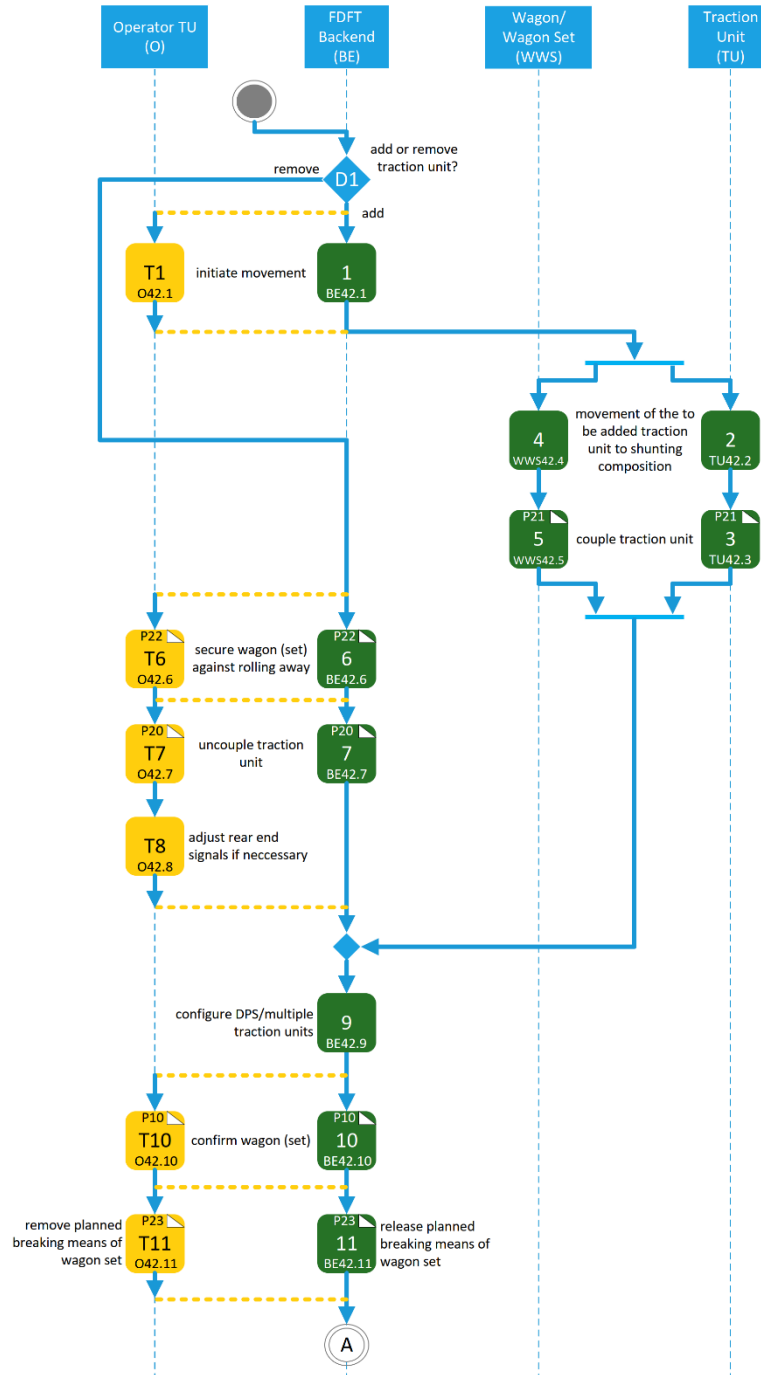 Operator TU
(O)
FDFT
Backend
(BE)
Wagon/
Wagon Set
(WWS)
Traction
Unit
(TU)
add or remove
traction unit?
remove
D1
add
T1
O42.1
initiate movement
1
BE42.1
4
WWS42.4
movement of the to
be added traction
unit to shunting
composition
2
TU42.2
P21
5
WWS42.5
couple traction unit
P21
3
TU42.3
P22
T6
O42.6
secure wagon (set)
against rolling away
P22
6
BE42.6
P20
T7
O42.7
uncouple traction
unit
P20
7
BE42.7
T8
O42.8
adjust rear end
signals if neccessary
configure DPS/multiple
traction units
9
BE42.9
P10
T10
O42.10
confirm wagon (set)
P10
10
BE42.10
remove planned
breaking means of
wagon set
P23
T11
O42.11
P23
11
BE42.11
release planned
breaking means of
wagon set
A